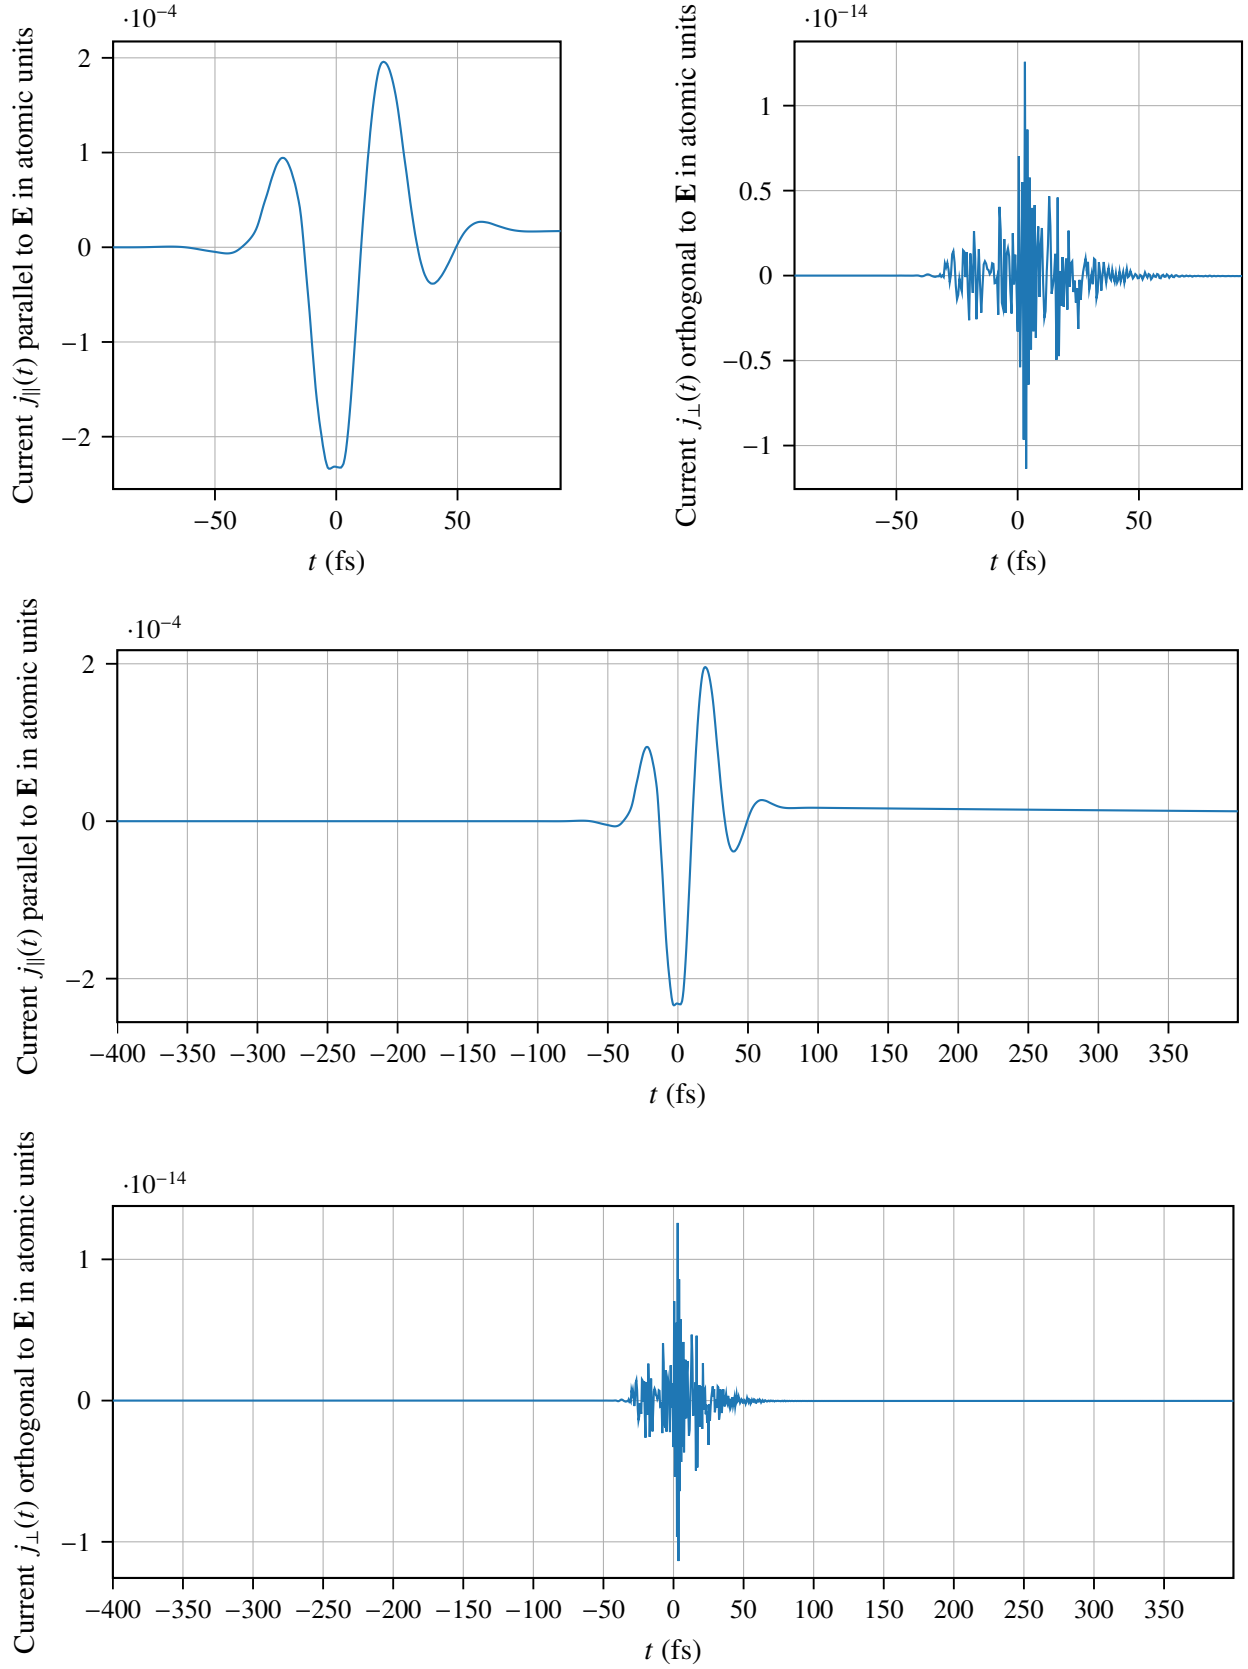 ·10−4
Current j∥(t) parallel to E in atomic units
2
1
0
−1
−2
−50 0 50
t (fs)
·10−14
Current j⊥(t) orthogonal to E in atomic units
1
0.5
0
−0.5
−1
−50 0 50
t (fs)
·10−4
Current j∥(t) parallel to E in atomic units
2
0
−2
−400 −350 −300 −250 −200 −150 −100 −50 0 50 100 150 200 250 300 350
t (fs)
·10−14
Current j⊥(t) orthogonal to E in atomic units
1
0
−1
−400 −350 −300 −250 −200 −150 −100 −50 0 50 100 150 200 250 300 350
t (fs)